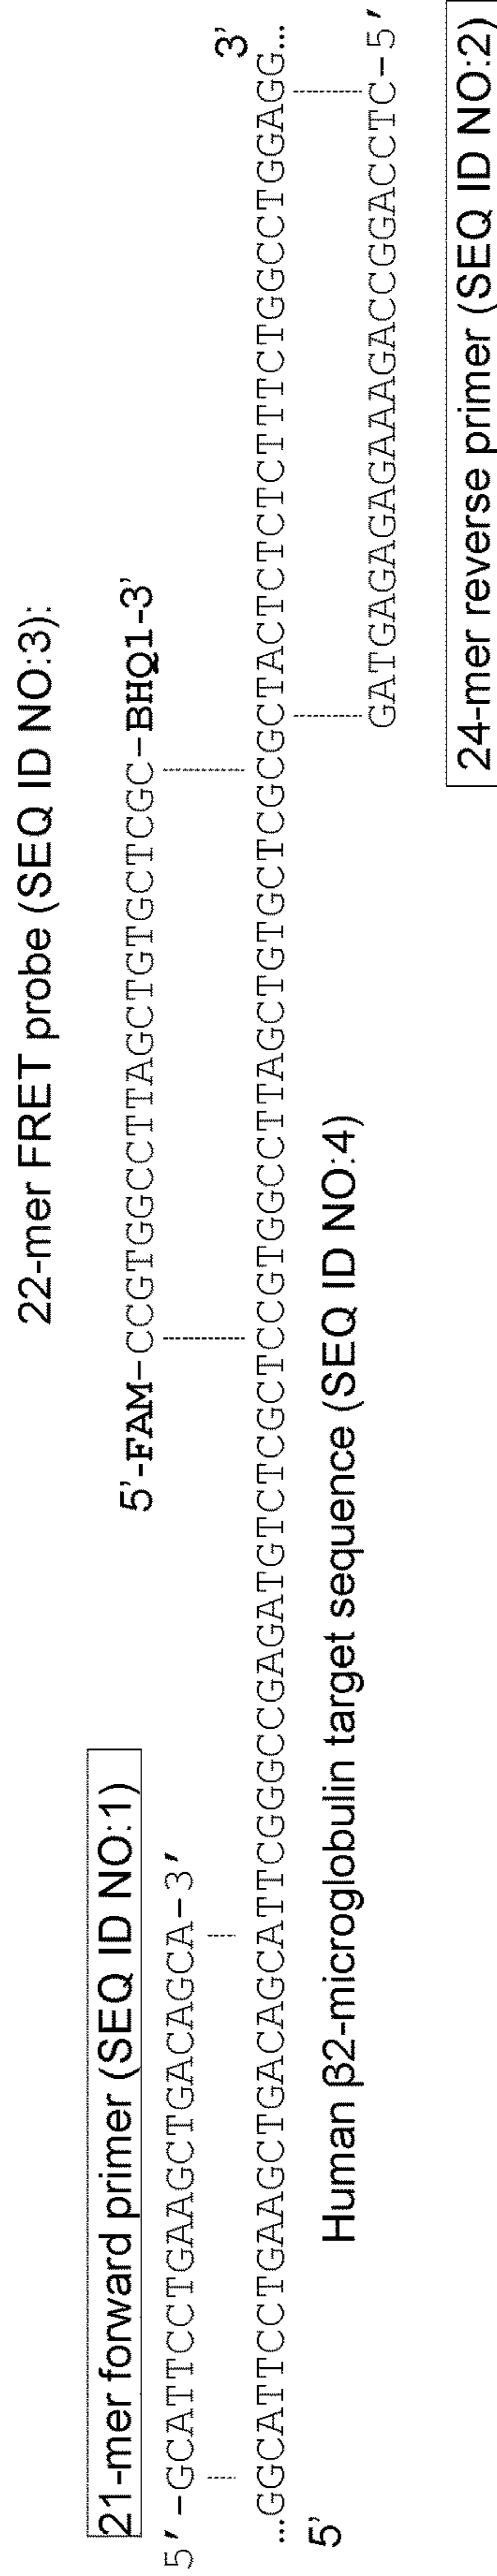 22-mer FRET probe (SEQ ID NO:3):
21-mer forward primer (SEQ ID NO:1)
5'-FAM-CCGTGGCCTTAGCTGTGCTCGC-BHQ1-3'
5'-GCATTCCTGAAGCTGACAGCA-3'
3'
...GGCATTCCTGAAGCTGACAGCATTCGGGCCGAGATGTCTCGCTCCGTGGCCTTAGCTGTGCTCGCGCTACTCTCTCTTTCTGGCCTGGAGG...
5'
Human β2-microglobulin target sequence (SEQ ID NO:4)
GATGAGAGAGAAAGACCGGACCTC-5'
24-mer reverse primer (SEQ ID NO:2)